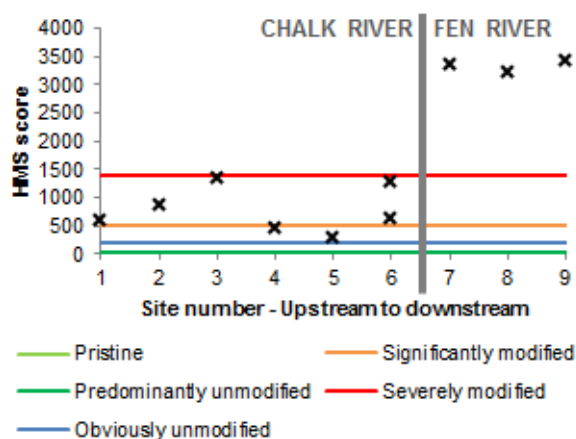 CHALK RIVER FEN RIVER
4000
3500
3000
2500
2000
1500
1000
500
0
HMS score
1 2 3 4 5 6 7 8 9
Site number - Upstream to downstream
Pristine Significantly modified
Predominantly unmodified Severely modified
Obviously unmodified